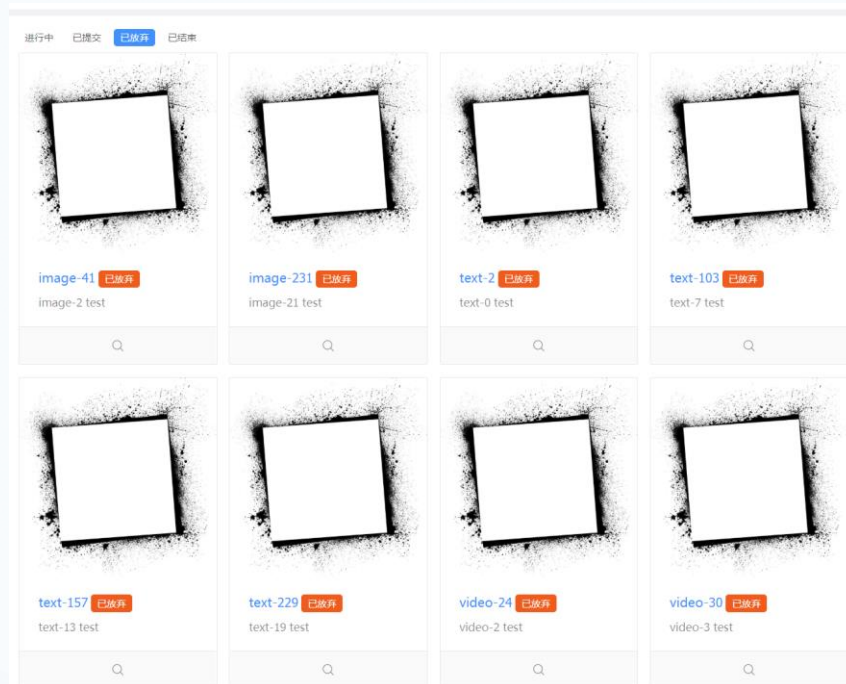 进行中 已提交 已放弃 已结束
image-41 已放弃
image-2 test
image-231 已放弃
image-21 test
text-2 已放弃
text-0 test
text-103 已放弃
text-7 test
text-157 已放弃
text-13 test
text-229 已放弃
text-19 test
video-24 已放弃
video-2 test
video-30 已放弃
video-3 test